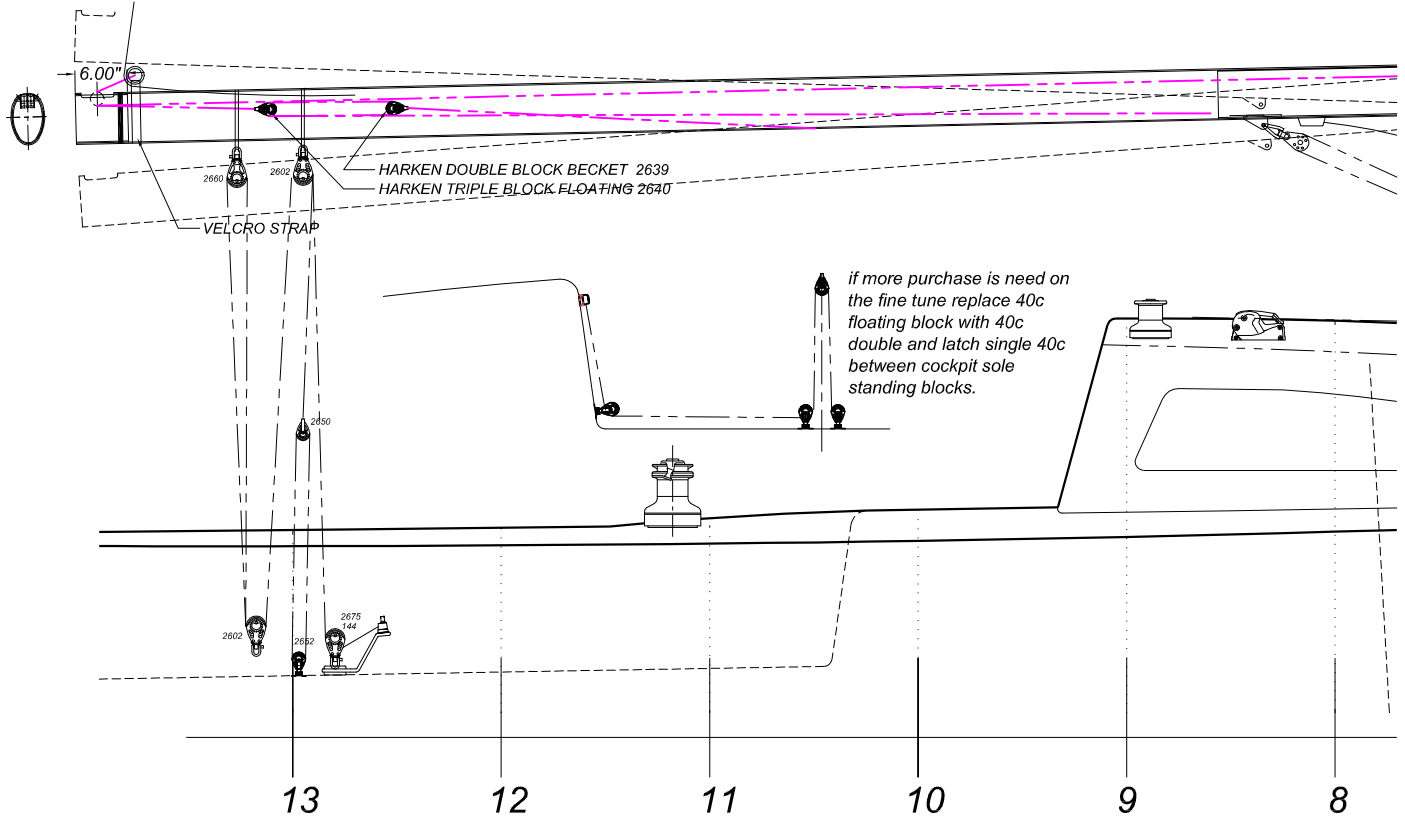 6.00"
HARKEN DOUBLE BLOCK BECKET 2639
2660
2602
HARKEN TRIPLE BLOCK FLOATING 2640
VELCRO STRAP
if more purchase is need on
the fine tune replace 40c
floating block with 40c
double and latch single 40c
between cockpit sole
standing blocks.
2650
2675
144
2602
2652
13
12
11
10
9
8